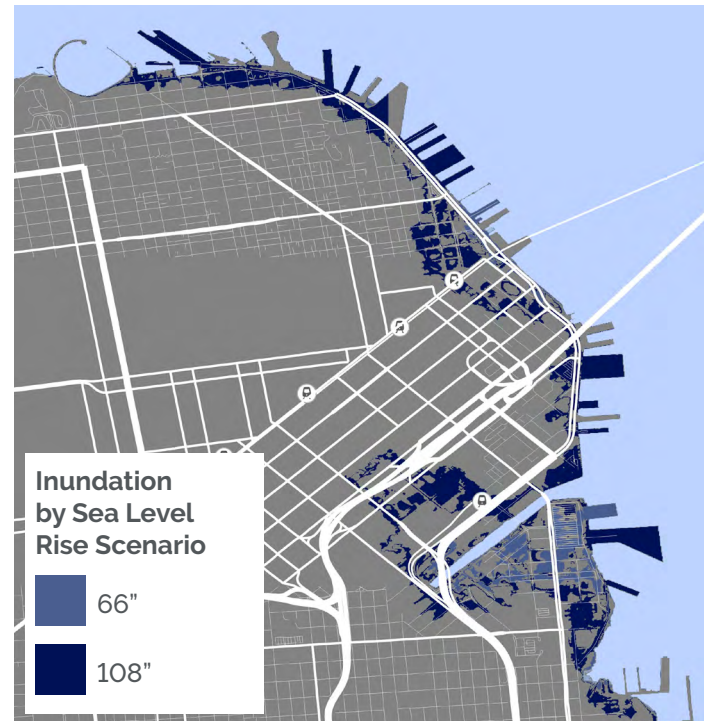 Inundation
by Sea Level
Rise Scenario
66”
108”